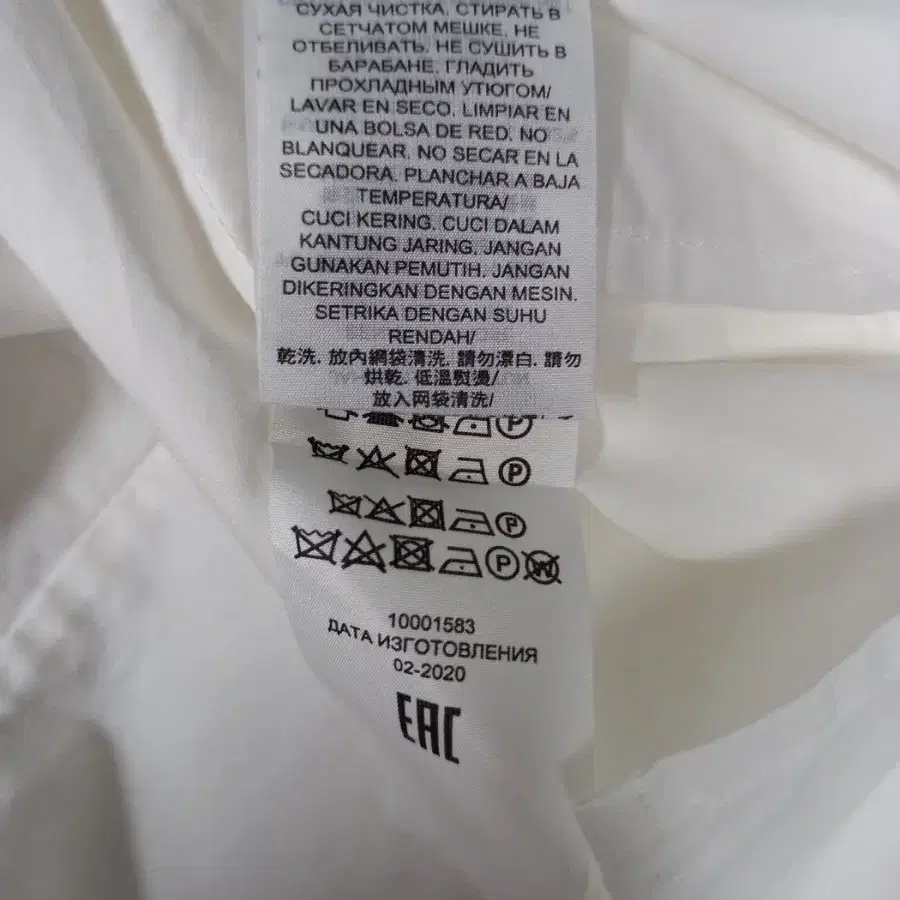 СУХАЯ ЧИСТКА, СТИРАТЬ В
СЕТЧАТОМ МЕШКЕ, НЕ
ОТБЕЛИВАТЬ. НЕ СУШИТЬ В
БАРАБАНЕ. ГЛАДИТЬ
ПРОХЛАДНЫМ УТЮГОМ/
LAVAR EN SECO. LIMPIAR EN
UNA BOLSA DE RED. NO
BLANQUEAR, NO SECAR EN LA
SECADORA. PLANCHAR A BAJA
TEMPERATURA/
CUCI KERING. CUCI DALAM
KANTUNG JARING. JANGAN
GUNAKAN PEMUTIH. JANGAN
DIKERINGKAN DENGAN MESIN.
SETRIKA DENGAN SUHU
RENDAH/
乾洗. 放內網袋清洗. 請勿漂白. 請勿
烘乾. 低溫熨燙/
放入网袋清洗/
P
P
P
P W
10001583
ДАТА ИЗГОТОВЛЕНИЯ
02-2020
EAC